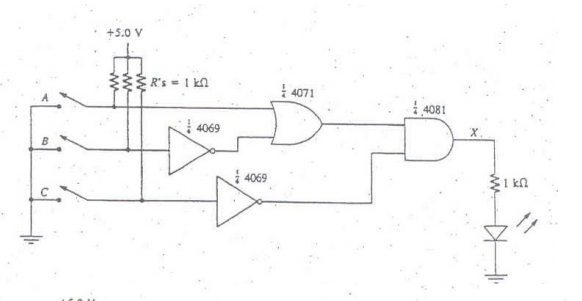 +5.0 V
R's = 1 kΩ
A
B
C
1/4 4069
1/4 4069
1/4 4071
1/4 4081
X
1 kΩ